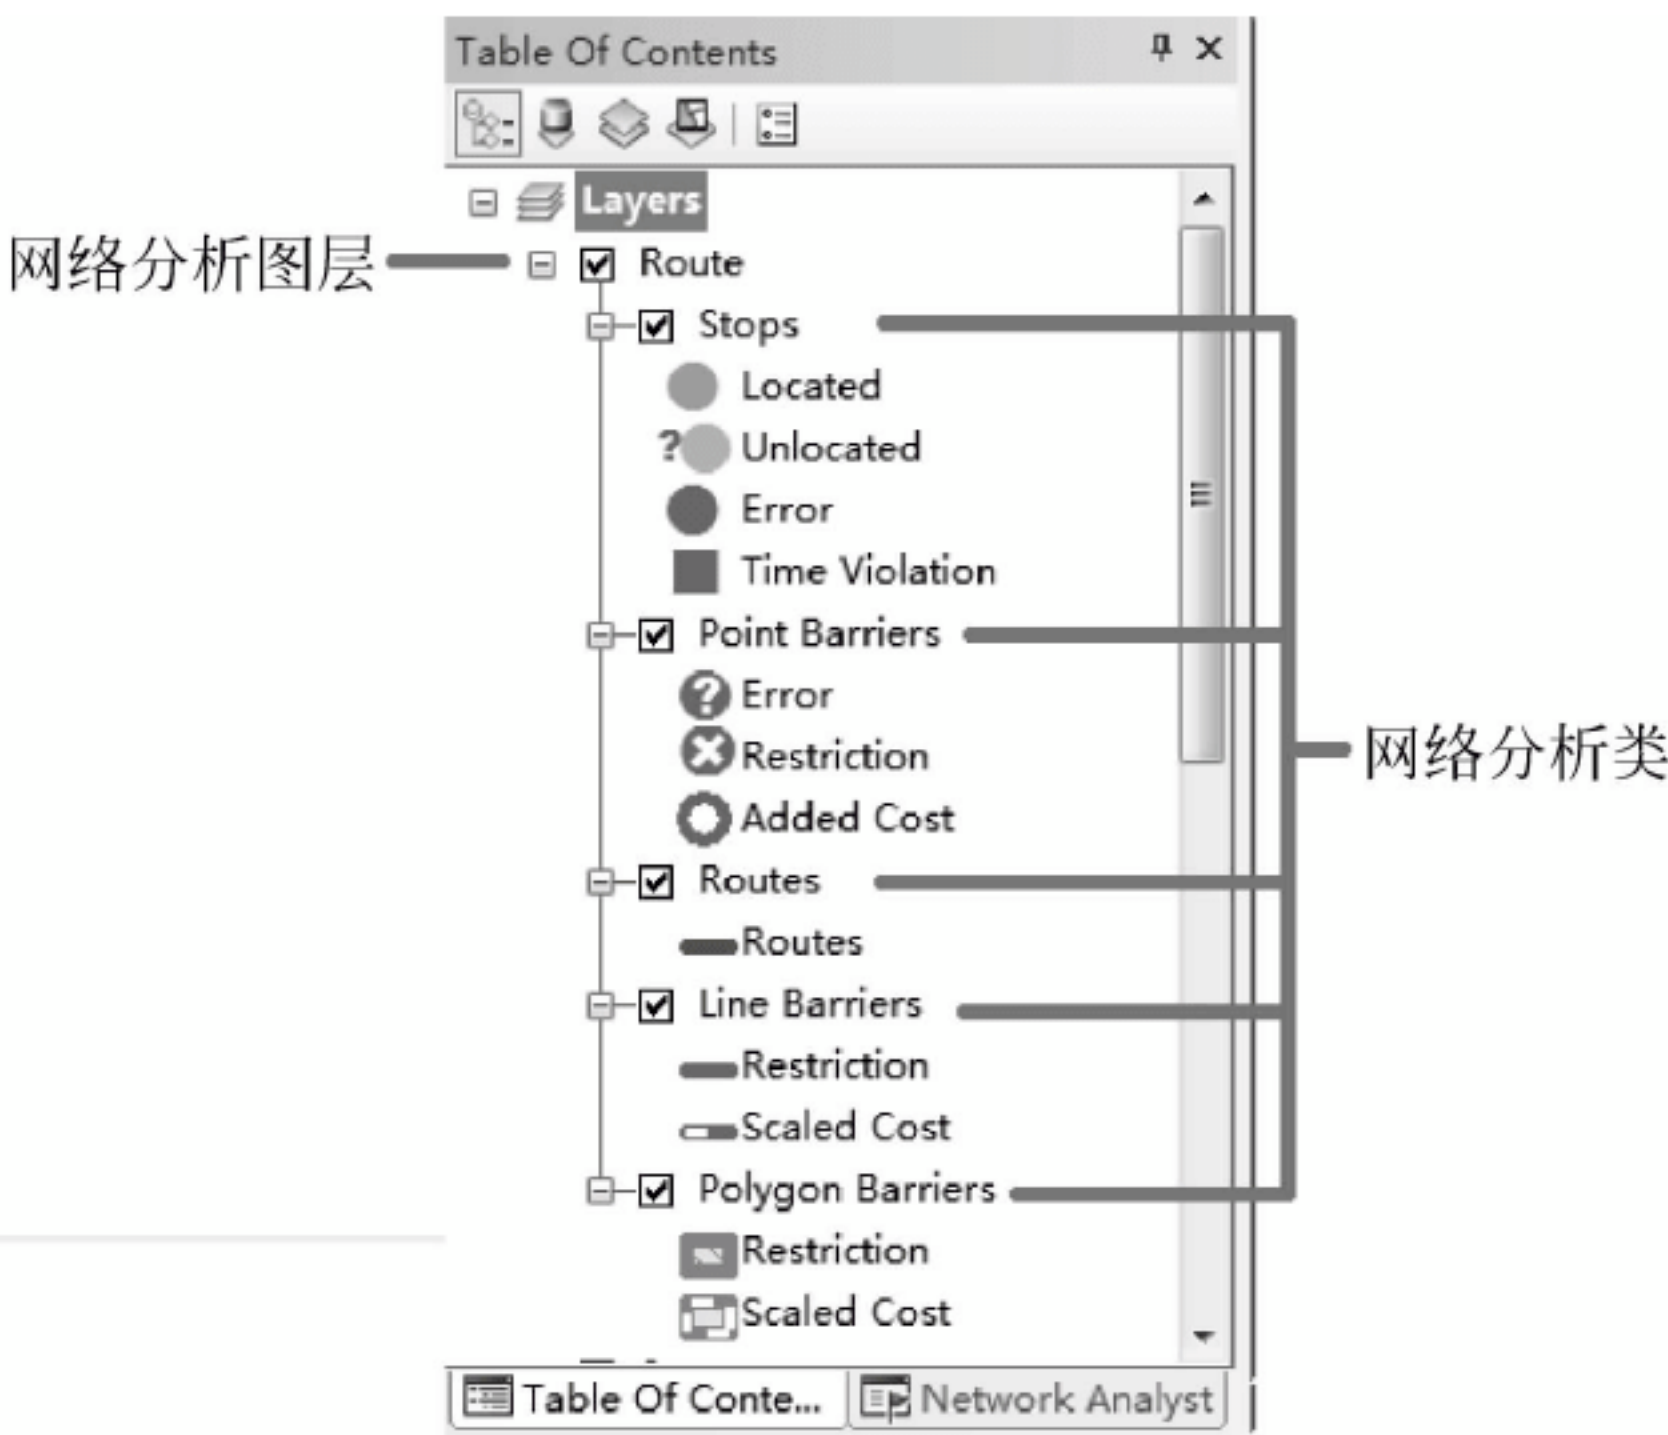 Table Of Contents
Layers
网络分析图层
Route
Stops
Located
? Unlocated
Error
Time Violation
Point Barriers
? Error
Restriction
网络分析类
Added Cost
Routes
Routes
Line Barriers
Restriction
Scaled Cost
Polygon Barriers
Restriction
Scaled Cost
Table Of Conte...
Network Analyst